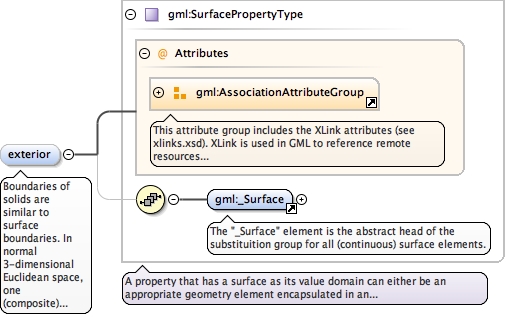 gml:SurfacePropertyType
@ Attributes
gml:AssociationAttributeGroup
This attribute group includes the XLink attributes (see
xlinks.xsd). XLink is used in GML to reference remote
resources...
exterior
Boundaries of
solids are
similar to
surface
boundaries. In
normal
3-dimensional
Euclidean space,
one
(composite)...
gml:_Surface
The "_Surface" element is the abstract head of the
substituition group for all (continuous) surface elements.
A property that has a surface as its value domain can either be an
appropriate geometry element encapsulated in an...